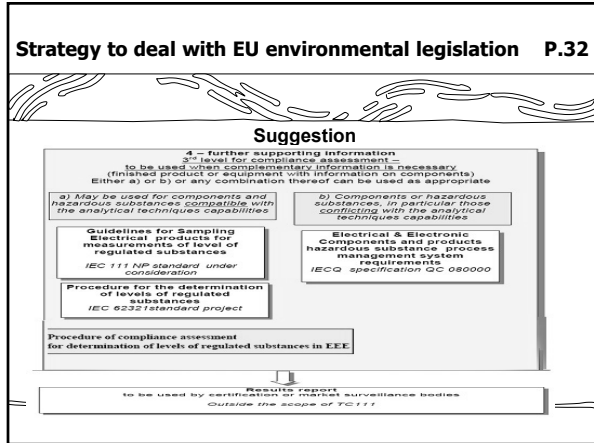 Strategy to deal with EU environmental legislation P.32
Suggestion
4 – further supporting information
3rd level for compliance assessment –
to be used when complementary information is necessary
(finished product or equipment with information on components)
Either a) or b) or any combination thereof can be used as appropriate
a) May be used for components and
hazardous substances compatible with
the analytical techniques capabilities
Guidelines for Sampling
Electrical products for
measurements of level of
regulated substances
IEC 111 NP standard under
consideration
Procedure for the determination
of levels of regulated
substances
IEC 62321standard project
b) Components or hazardous
substances, in particular those
conflicting with the analytical
techniques capabilities
Electrical & Electronic
Components and products
hazardous substance process
management system
requirements
IECQ specification QC 080000
Procedure of compliance assessment
for determination of levels of regulated substances in EEE
Results report
to be used by certification or market surveillance bodies
Outside the scope of TC111